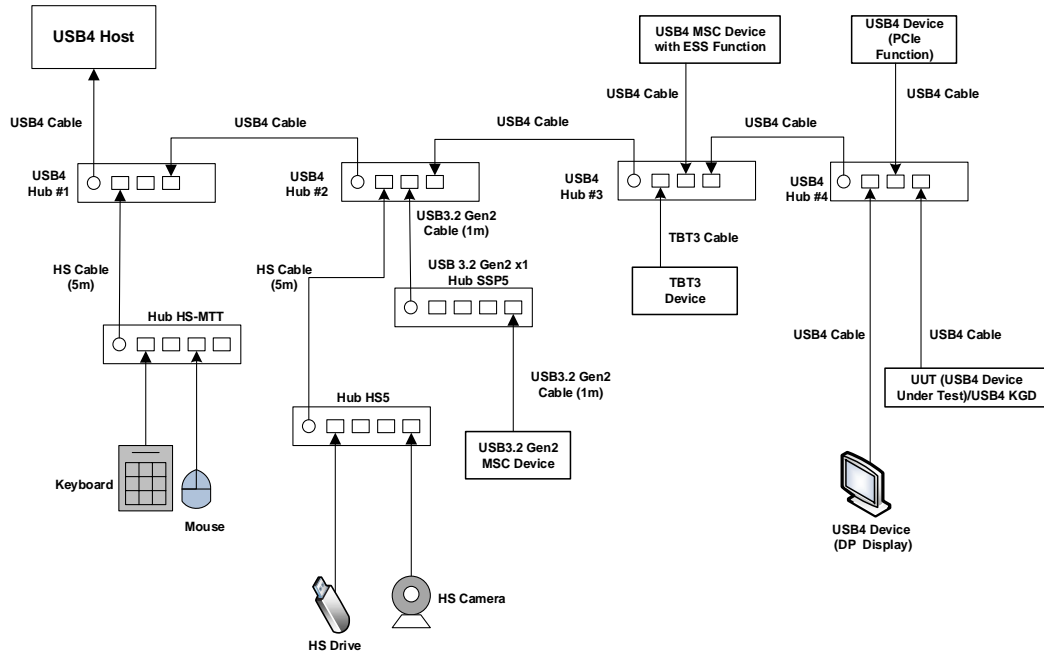 USB4 Host
USB4 MSC Device
with ESS Function
USB4 Device
(PCIe
Function)
USB4 Cable
USB4 Cable
USB4 Cable
USB4 Cable
USB4 Cable
USB4 Cable
USB4
Hub #1
USB4
Hub #2
USB4
Hub #3
USB4
Hub #4
USB3.2 Gen2
Cable (1m)
HS Cable
(5m)
HS Cable
(5m)
USB 3.2 Gen2 x1
Hub SSP5
TBT3 Cable
TBT3
Device
Hub HS-MTT
USB4 Cable
USB4 Cable
USB3.2 Gen2
Cable (1m)
UUT (USB4 Device
Under Test)/USB4 KGD
Hub HS5
USB3.2 Gen2
MSC Device
Keyboard
Mouse
USB4 Device
(DP Display)
HS Camera
HS Drive